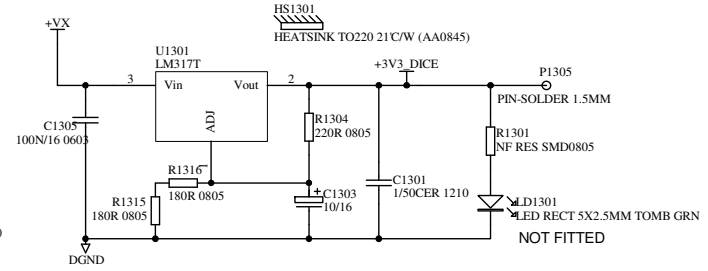 HS1301
HEATSINK TO220 21'C/W (AA0845)
+VX
U1301
LM317T
+3V3_DICE
P1305
3
Vin
Vout
2
PIN-SOLDER 1.5MM
ADJ
1
C1305
100N/16 0603
R1304
220R 0805
R1301
NF RES SMD0805
R1316
180R 0805
R1315
180R 0805
+
C1303
10/16
C1301
1/50CER 1210
LD1301
LED RECT 5X2.5MM TOMB GRN
NOT FITTED
DGND